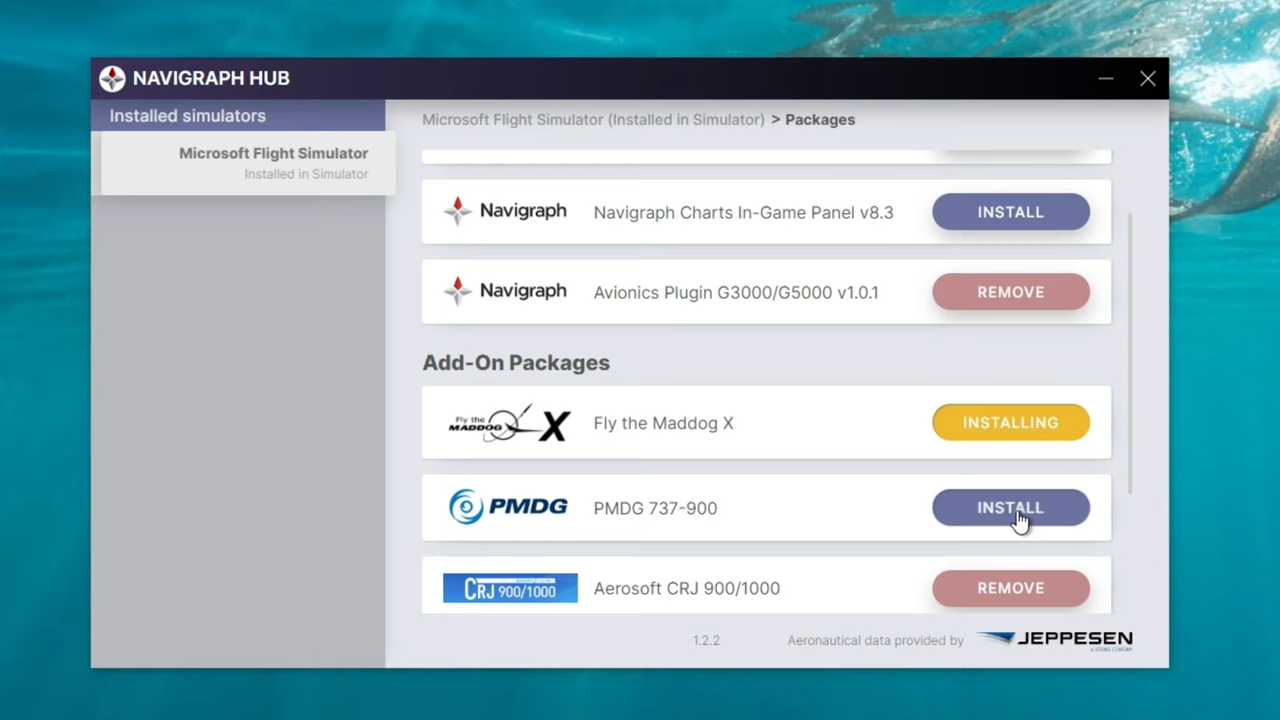 NAVIGRAPH HUB
Installed simulators
Microsoft Flight Simulator
Installed in Simulator
Microsoft Flight Simulator (Installed in Simulator) > Packages
Navigraph Navigraph Charts In-Game Panel v8.3 INSTALL
Navigraph Avionics Plugin G3000/G5000 v1.0.1 REMOVE
Add-On Packages
Fly the MADDOG X Fly the Maddog X INSTALLING
PMDG PMDG 737-900 INSTALL
CRJ 900/1000 Aerosoft CRJ 900/1000 REMOVE
1.2.2 Aeronautical data provided by JEPPESEN